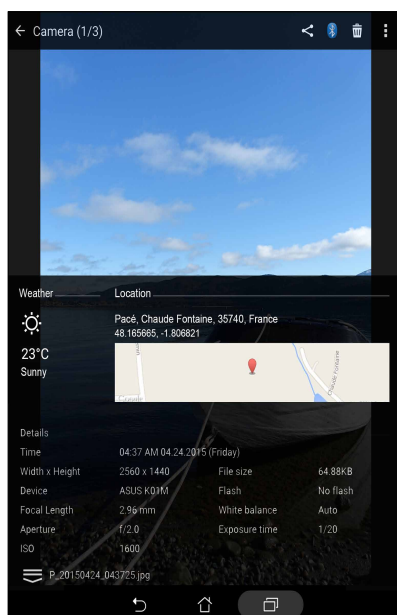 Camera (1/3)
Weather Location
Pacé, Chaude Fontaine, 35740, France
48.165665, -1.806821
23°C
Sunny
Chaude Fontaine
Details
Time 04:37 AM 04.24.2015 (Friday)
Width x Height 2560 x 1440 File size 64.88KB
Device ASUS K01M Flash No flash
Focal Length 2.96 mm White balance Auto
Aperture f/2.0 Exposure time 1/20
ISO 1600
P_20150424_043725.jpg